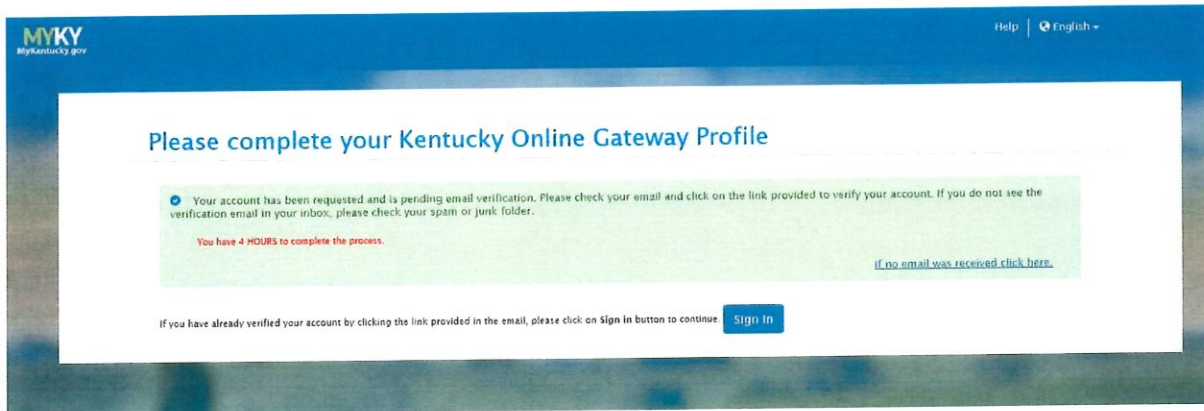 MYKY
MyKentucky.gov
Help
English
Please complete your Kentucky Online Gateway Profile
Your account has been requested and is pending email verification. Please check your email and click on the link provided to verify your account. If you do not see the
verification email in your inbox, please check your spam or junk folder.
You have 4 HOURS to complete the process.
If no email was received click here.
If you have already verified your account by clicking the link provided in the email, please click on Sign in button to continue.
Sign In